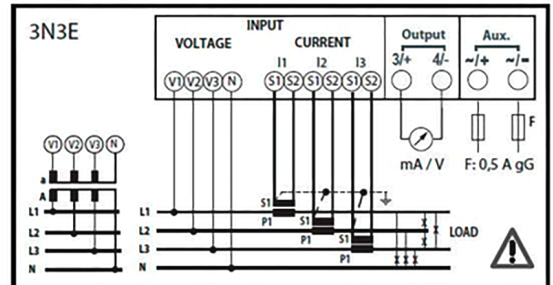 3N3E
INPUT
VOLTAGE
CURRENT
Output
Aux.
I1 I2 I3
3/+ 4/-
~/+ ~/=
V1 V2 V3 N
S1 S2 S1 S2 S1 S2
F
mA / V
F: 0,5 A gG
V1 V2 V3 N
a
A
L1
L2
L3
N
S1
P1
S1
P1
S1
P1
L1
L2
L3
N
LOAD